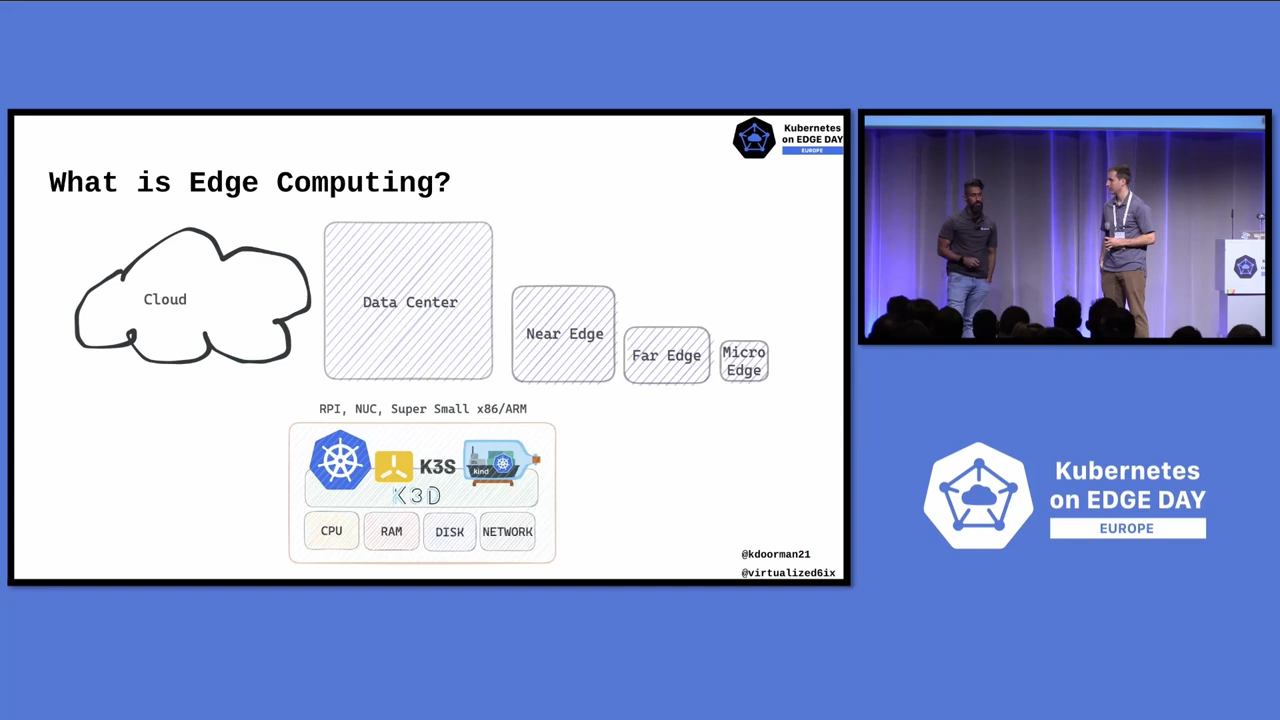 Kubernetes
on EDGE DAY
EUROPE
What is Edge Computing?
Cloud
Data Center
Near Edge
Far Edge
Micro
Edge
RPI, NUC, Super Small x86/ARM
K3S
kind
K3D
CPU
RAM
DISK
NETWORK
@kdoorman21
@virtualized6ix
Kubernetes
on EDGE DAY
EUROPE